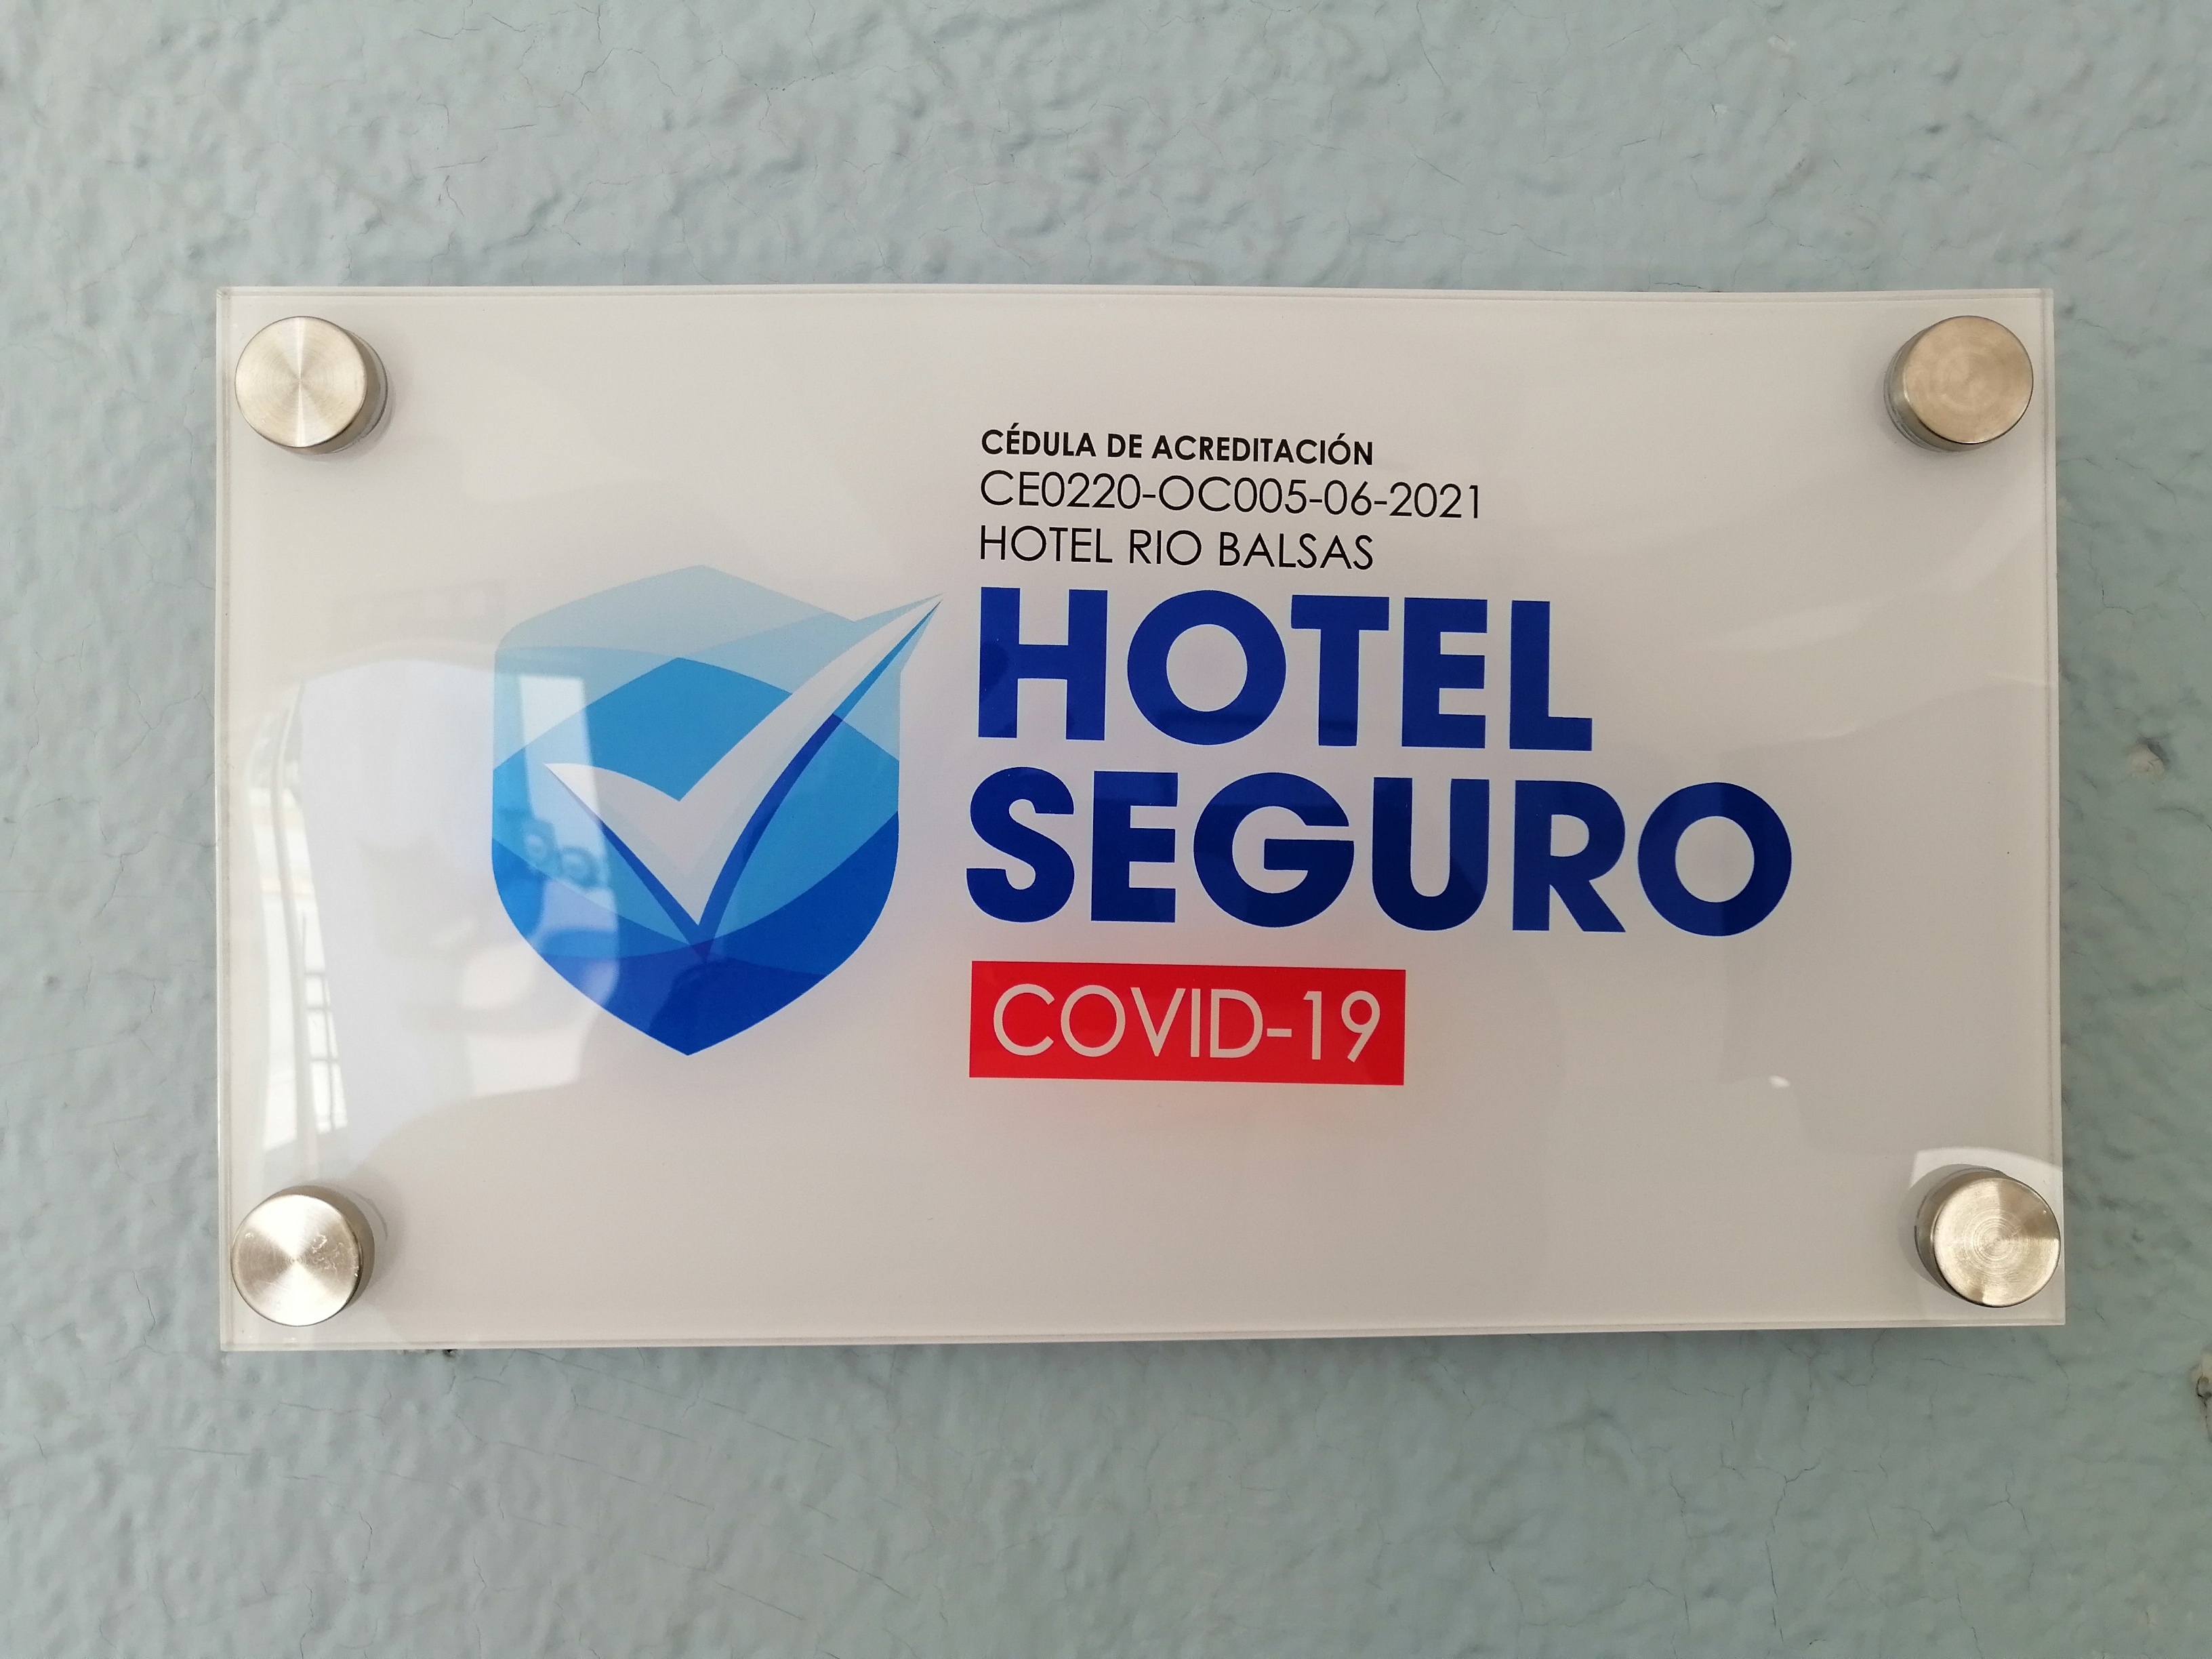 CÉDULA DE ACREDITACIÓN
CE0220-OC005-06-2021
HOTEL RIO BALSAS
HOTEL
SEGURO
COVID-19